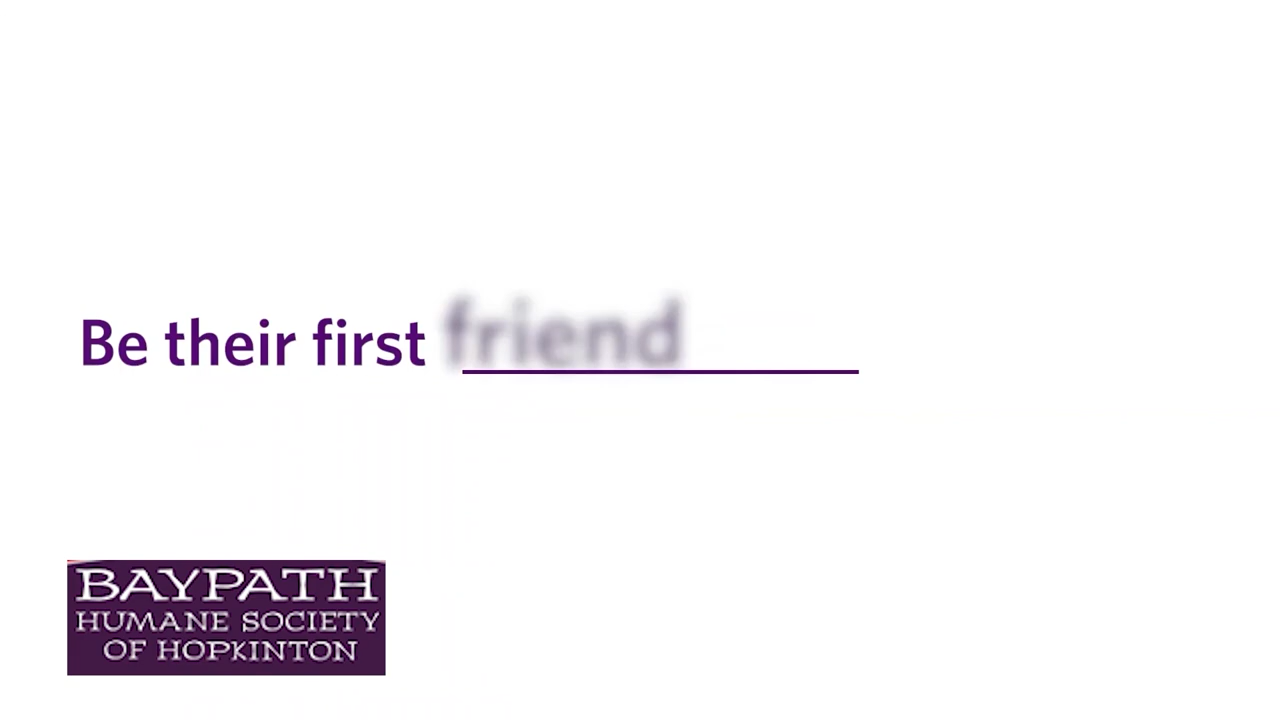 Be their first friend
BAYPATH
HUMANE SOCIETY
OF HOPKINTON